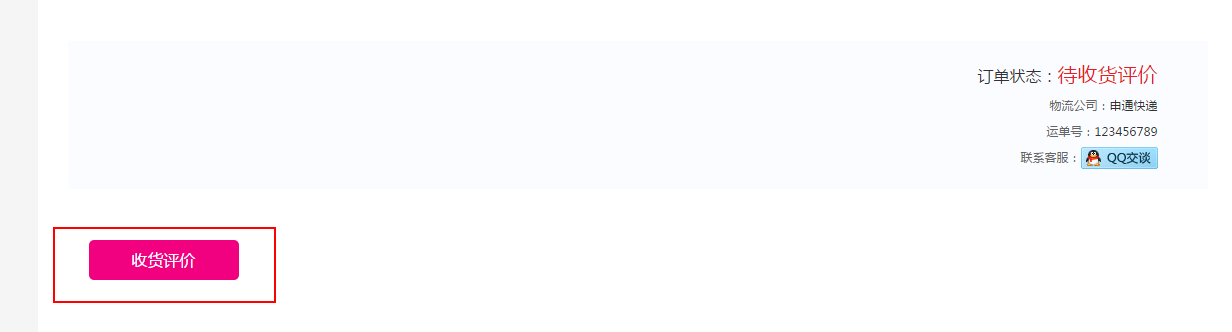 订单状态：待收货评价
物流公司：申通快递
运单号：123456789
联系客服： QQ交谈
收货评价